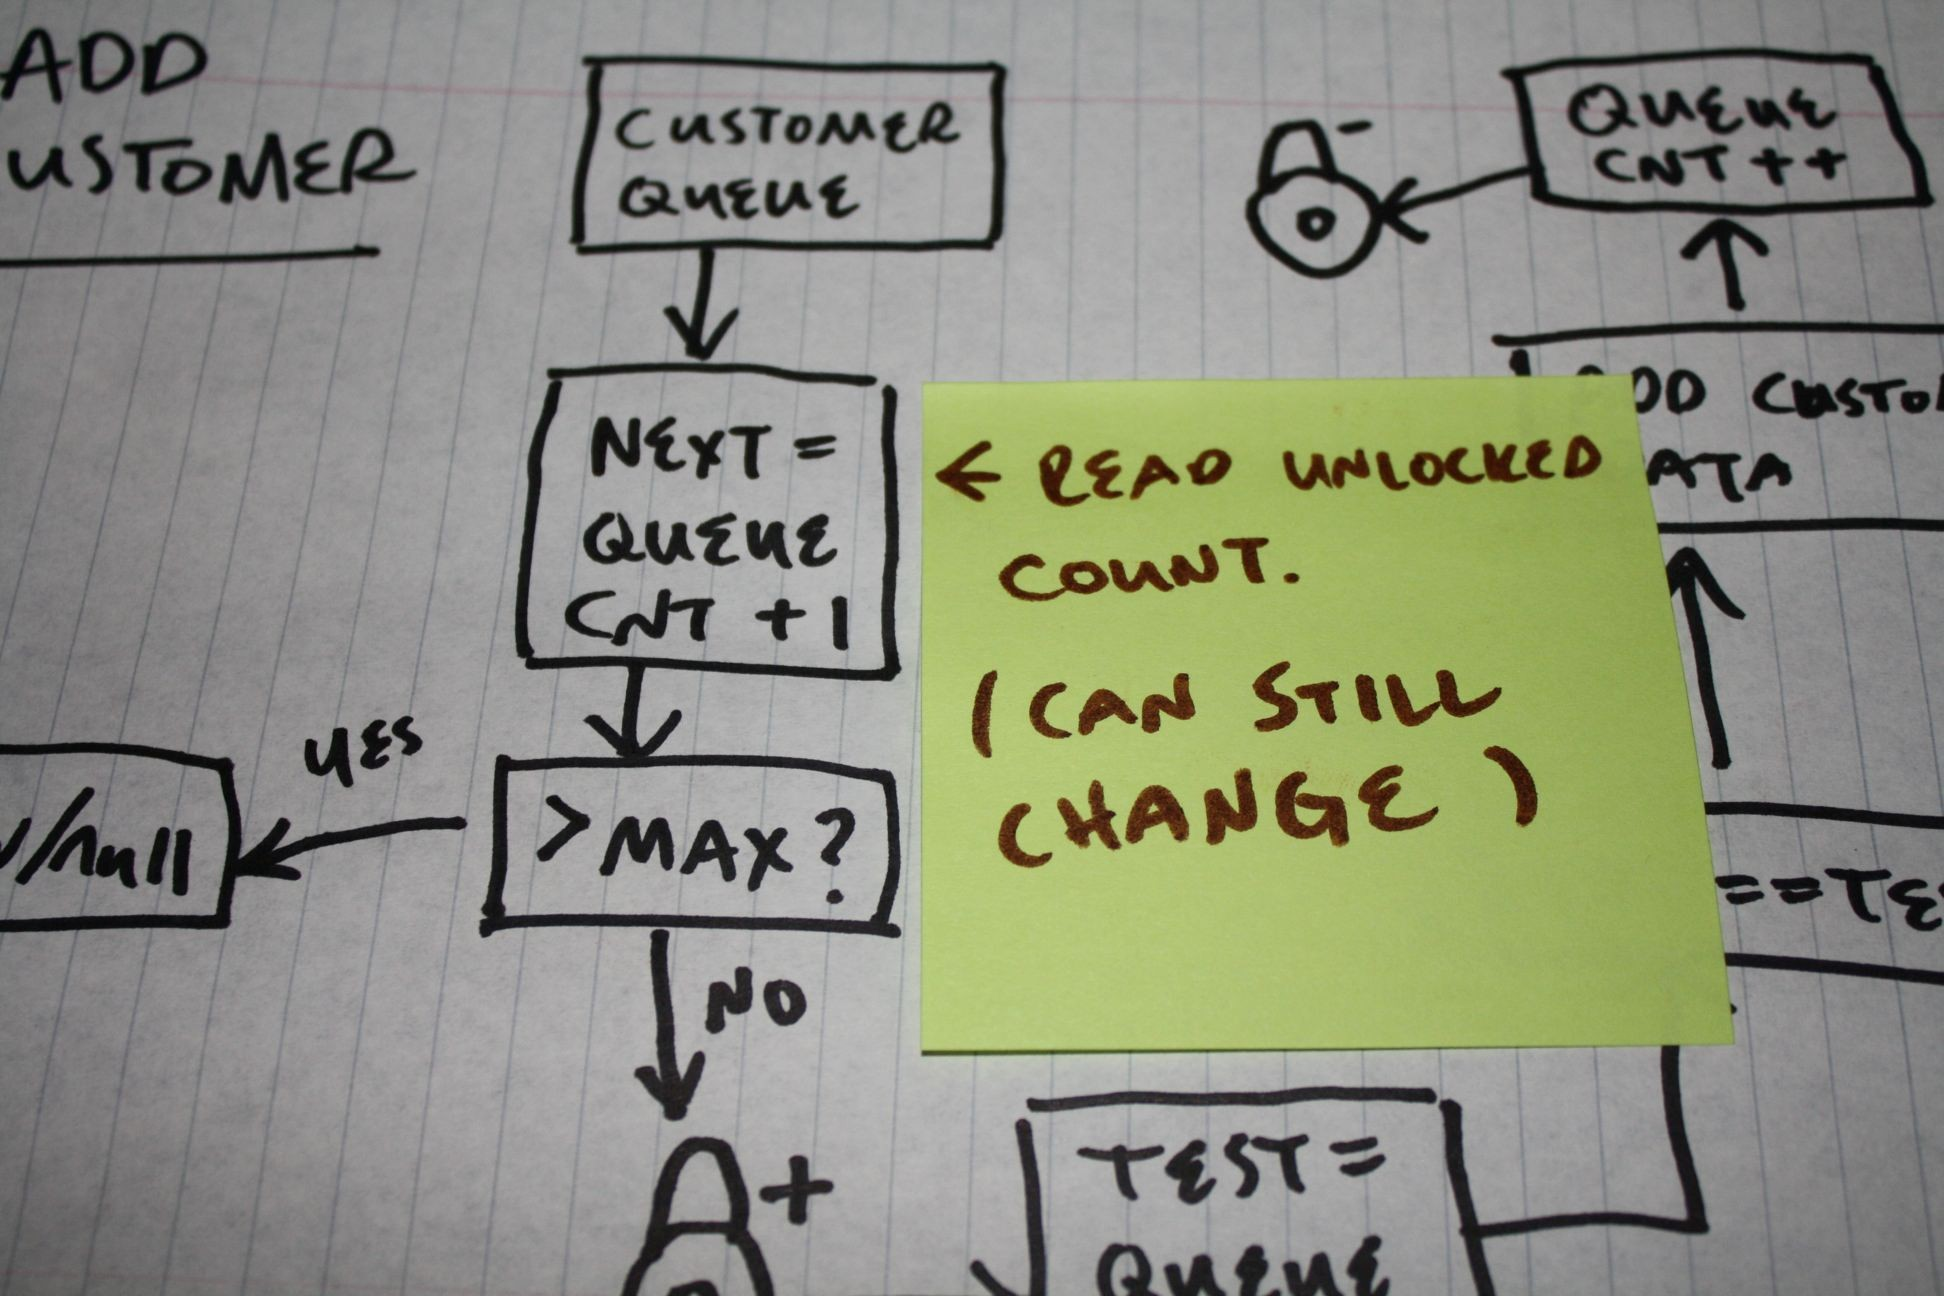 ADD
USTOMER
CUSTOMER
QUEUE
NEXT =
QUEUE
CNT + 1
> MAX ?
YES
/null
NO
+
← READ UNLOCKED
COUNT.
(CAN STILL
CHANGE)
TEST =
QUEUE
== TE
DD CUSTO
ATA
QUEUE
CNT ++
-